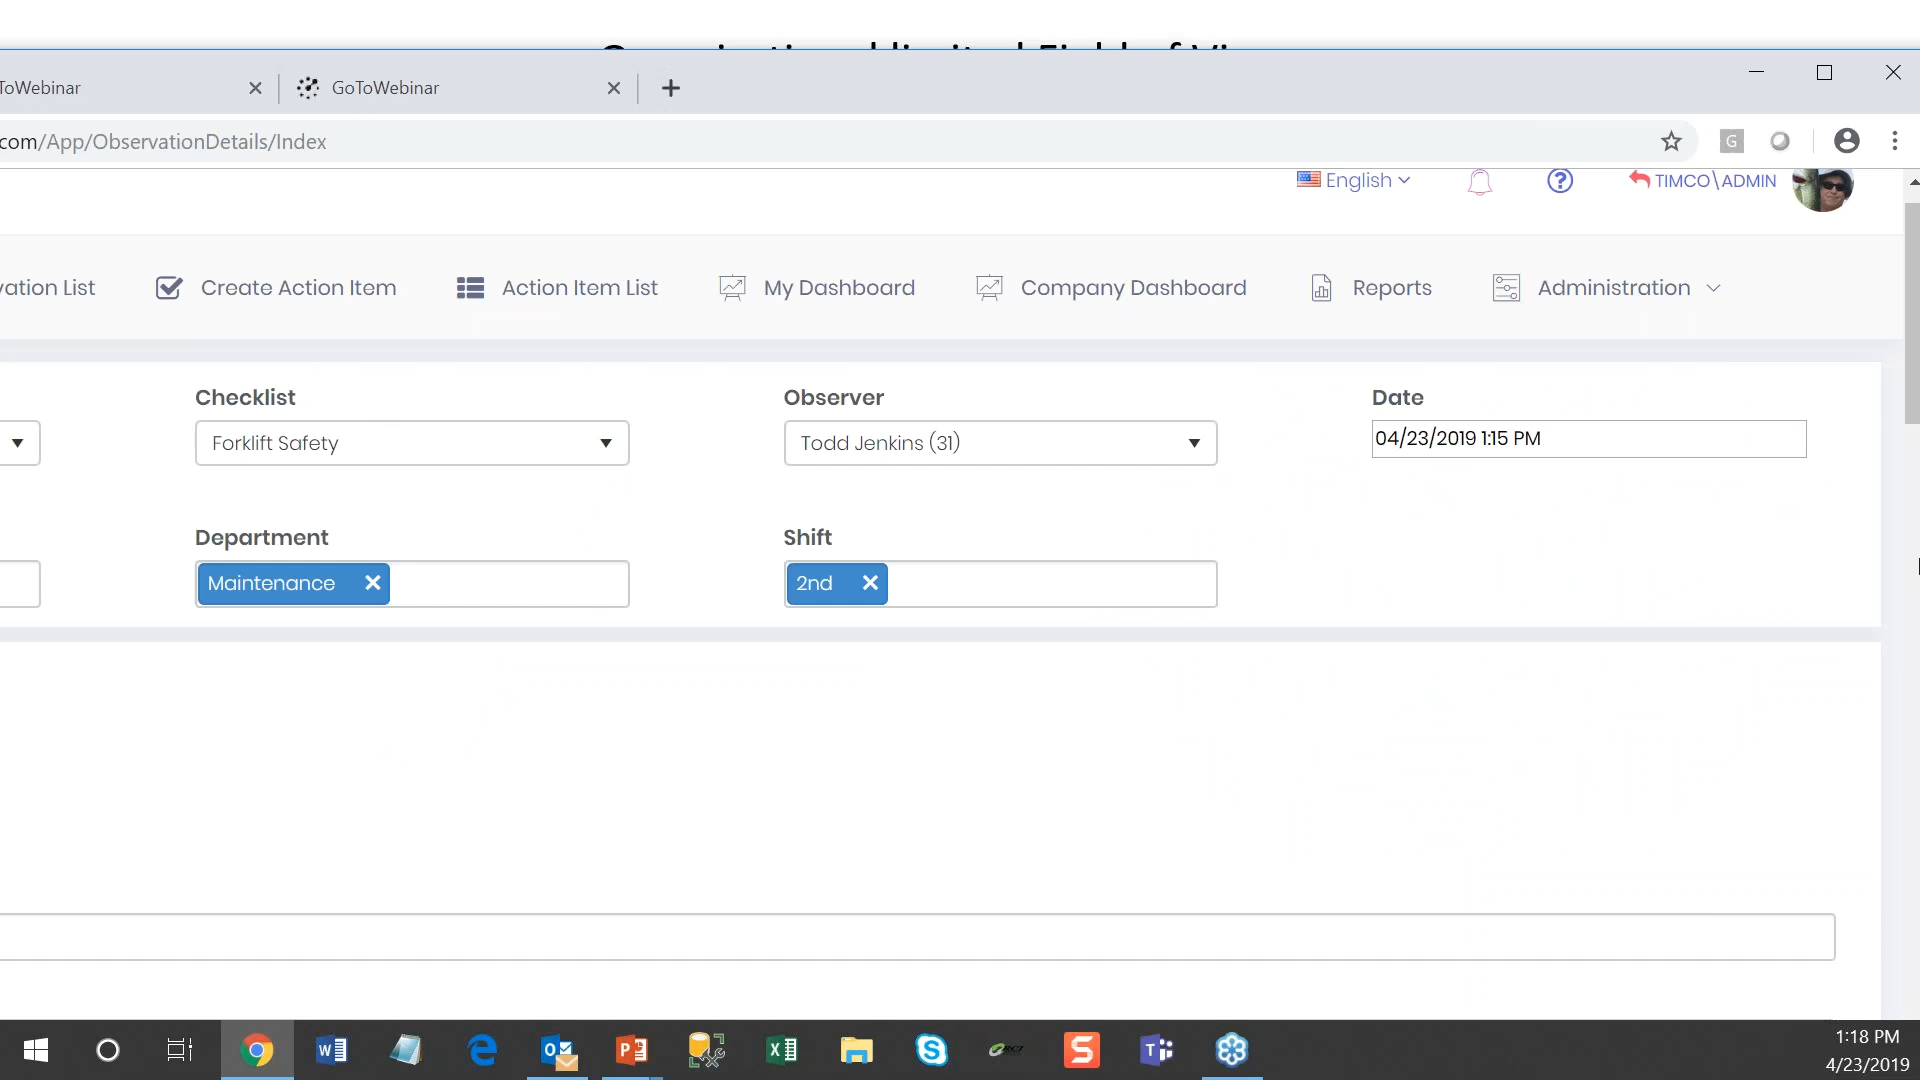 ToWebinar
GoToWebinar
com/App/ObservationDetails/Index
G
English
?
TIMCO\ADMIN
vation List
Create Action Item
Action Item List
My Dashboard
Company Dashboard
Reports
Administration
Checklist
Observer
Date
Forklift Safety
Todd Jenkins (31)
04/23/2019 1:15 PM
Department
Shift
Maintenance
2nd
1:18 PM
4/23/2019